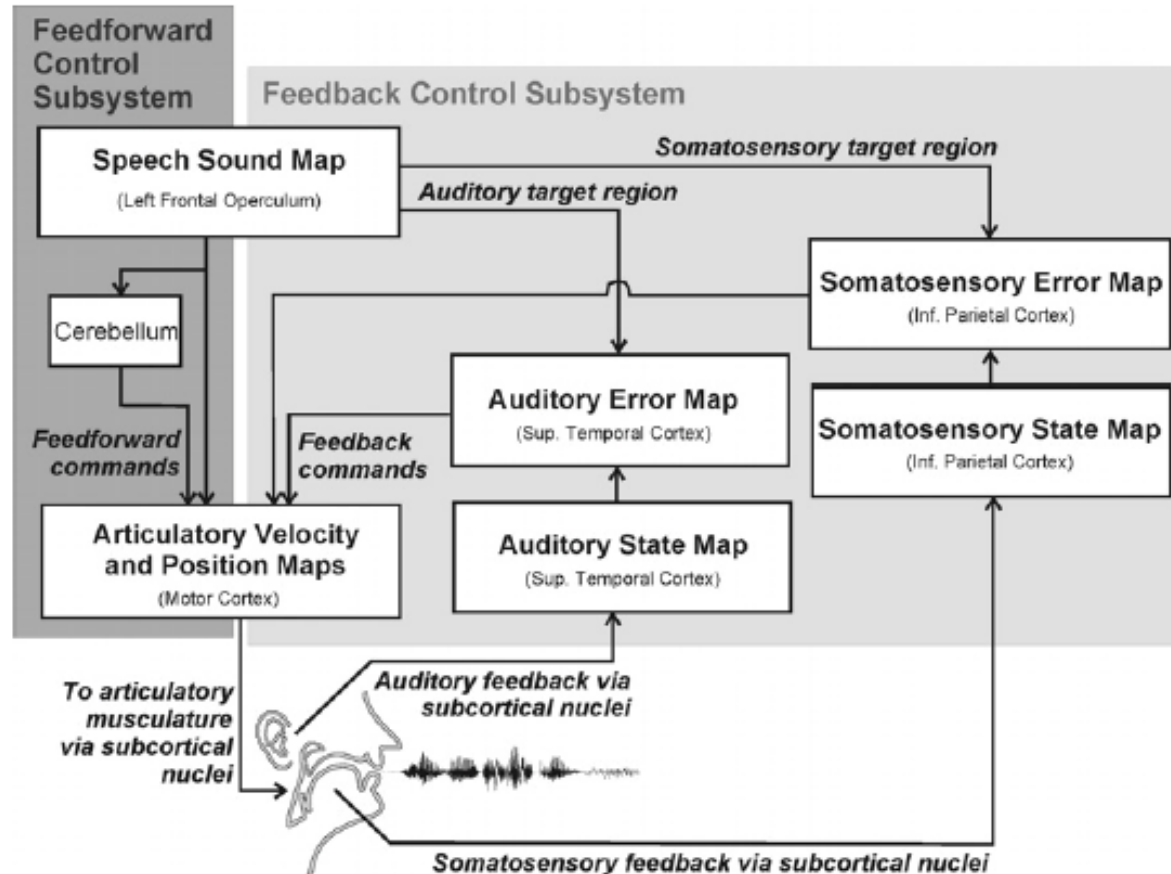 Feedforward
Control
Subsystem
Feedback Control Subsystem
Speech Sound Map
(Left Frontal Operculum)
Somatosensory target region
Auditory target region
Cerebellum
Somatosensory Error Map
(Inf. Parietal Cortex)
Auditory Error Map
(Sup. Temporal Cortex)
Somatosensory State Map
(Inf. Parietal Cortex)
Feedforward
commands
Feedback
commands
Articulatory Velocity
and Position Maps
(Motor Cortex)
Auditory State Map
(Sup. Temporal Cortex)
To articulatory
musculature
via subcortical
nuclei
Auditory feedback via
subcortical nuclei
Somatosensory feedback via subcortical nuclei